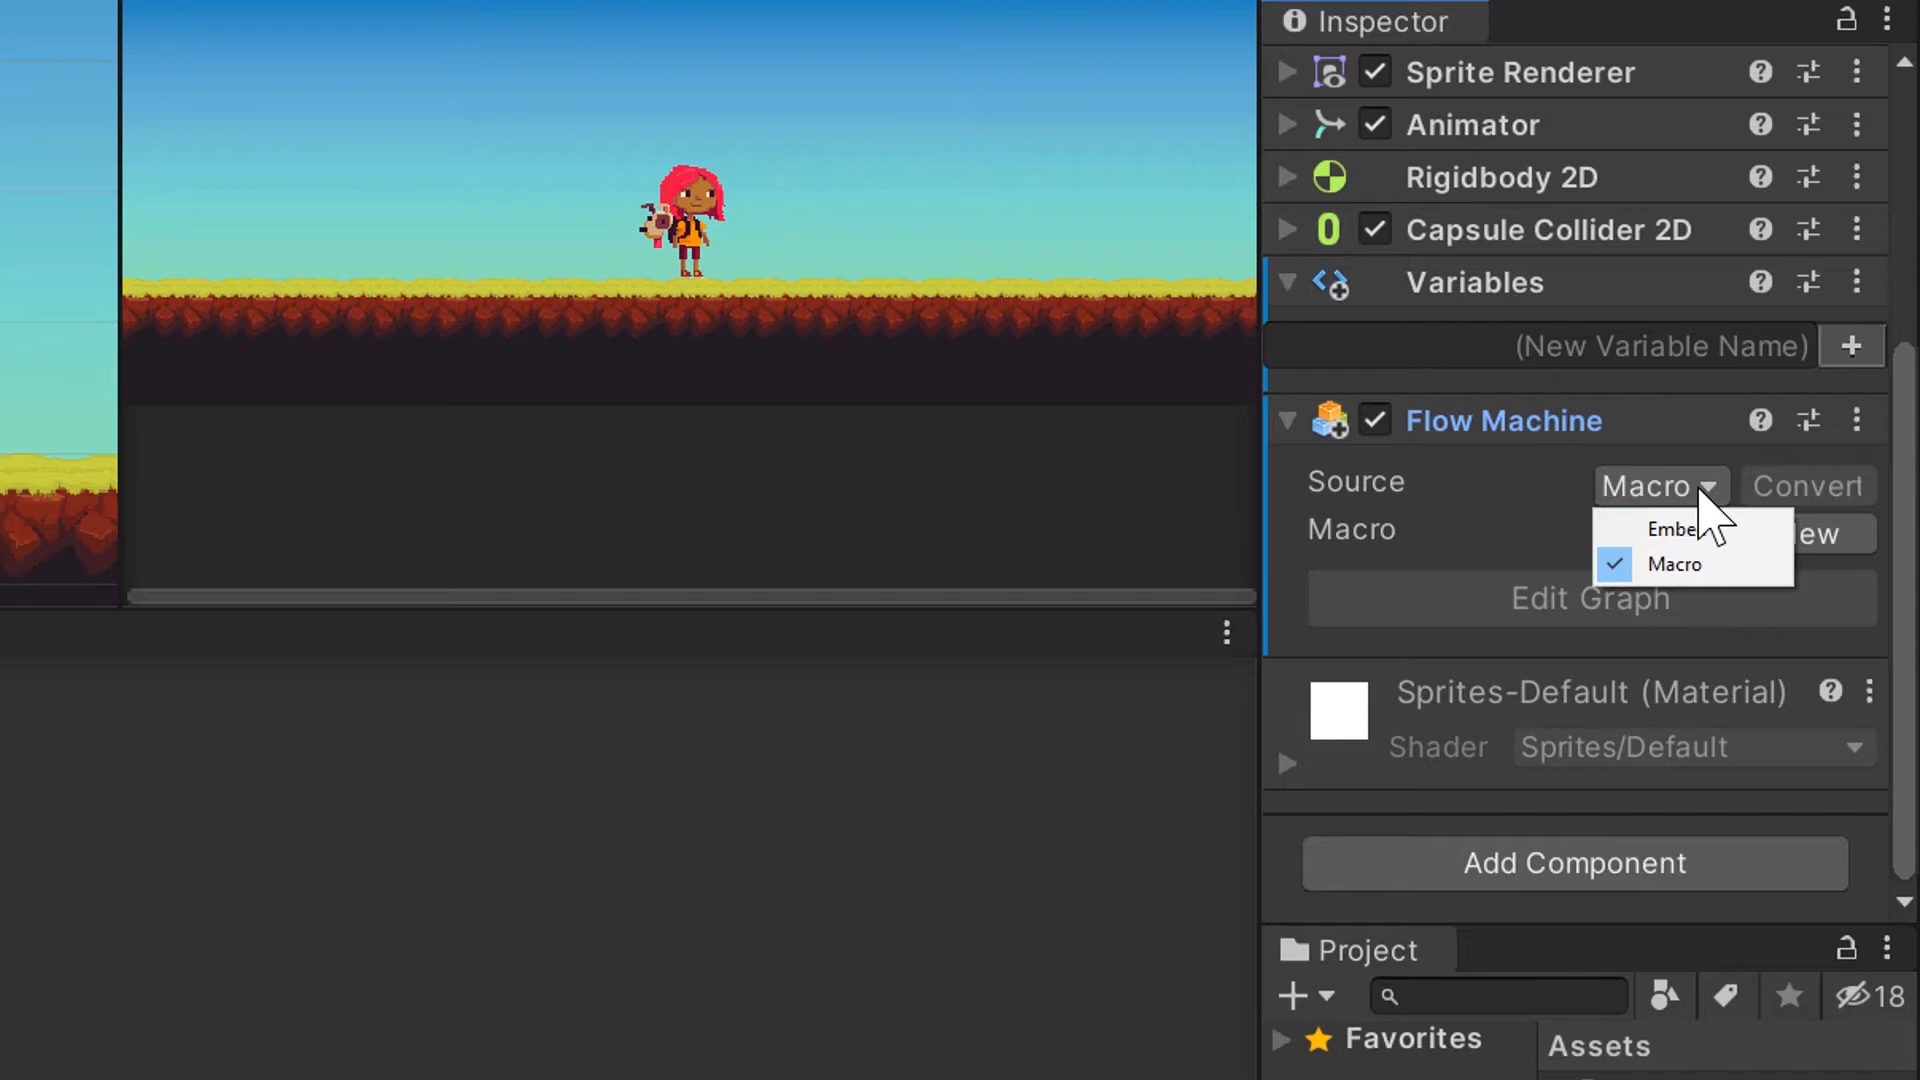 Inspector
Sprite Renderer
Animator
Rigidbody 2D
Capsule Collider 2D
Variables
(New Variable Name)
Flow Machine
Source Macro Convert
Macro
Macro
Edit Graph
Sprites-Default (Material)
Shader Sprites/Default
Add Component
Project
18
Favorites
Assets